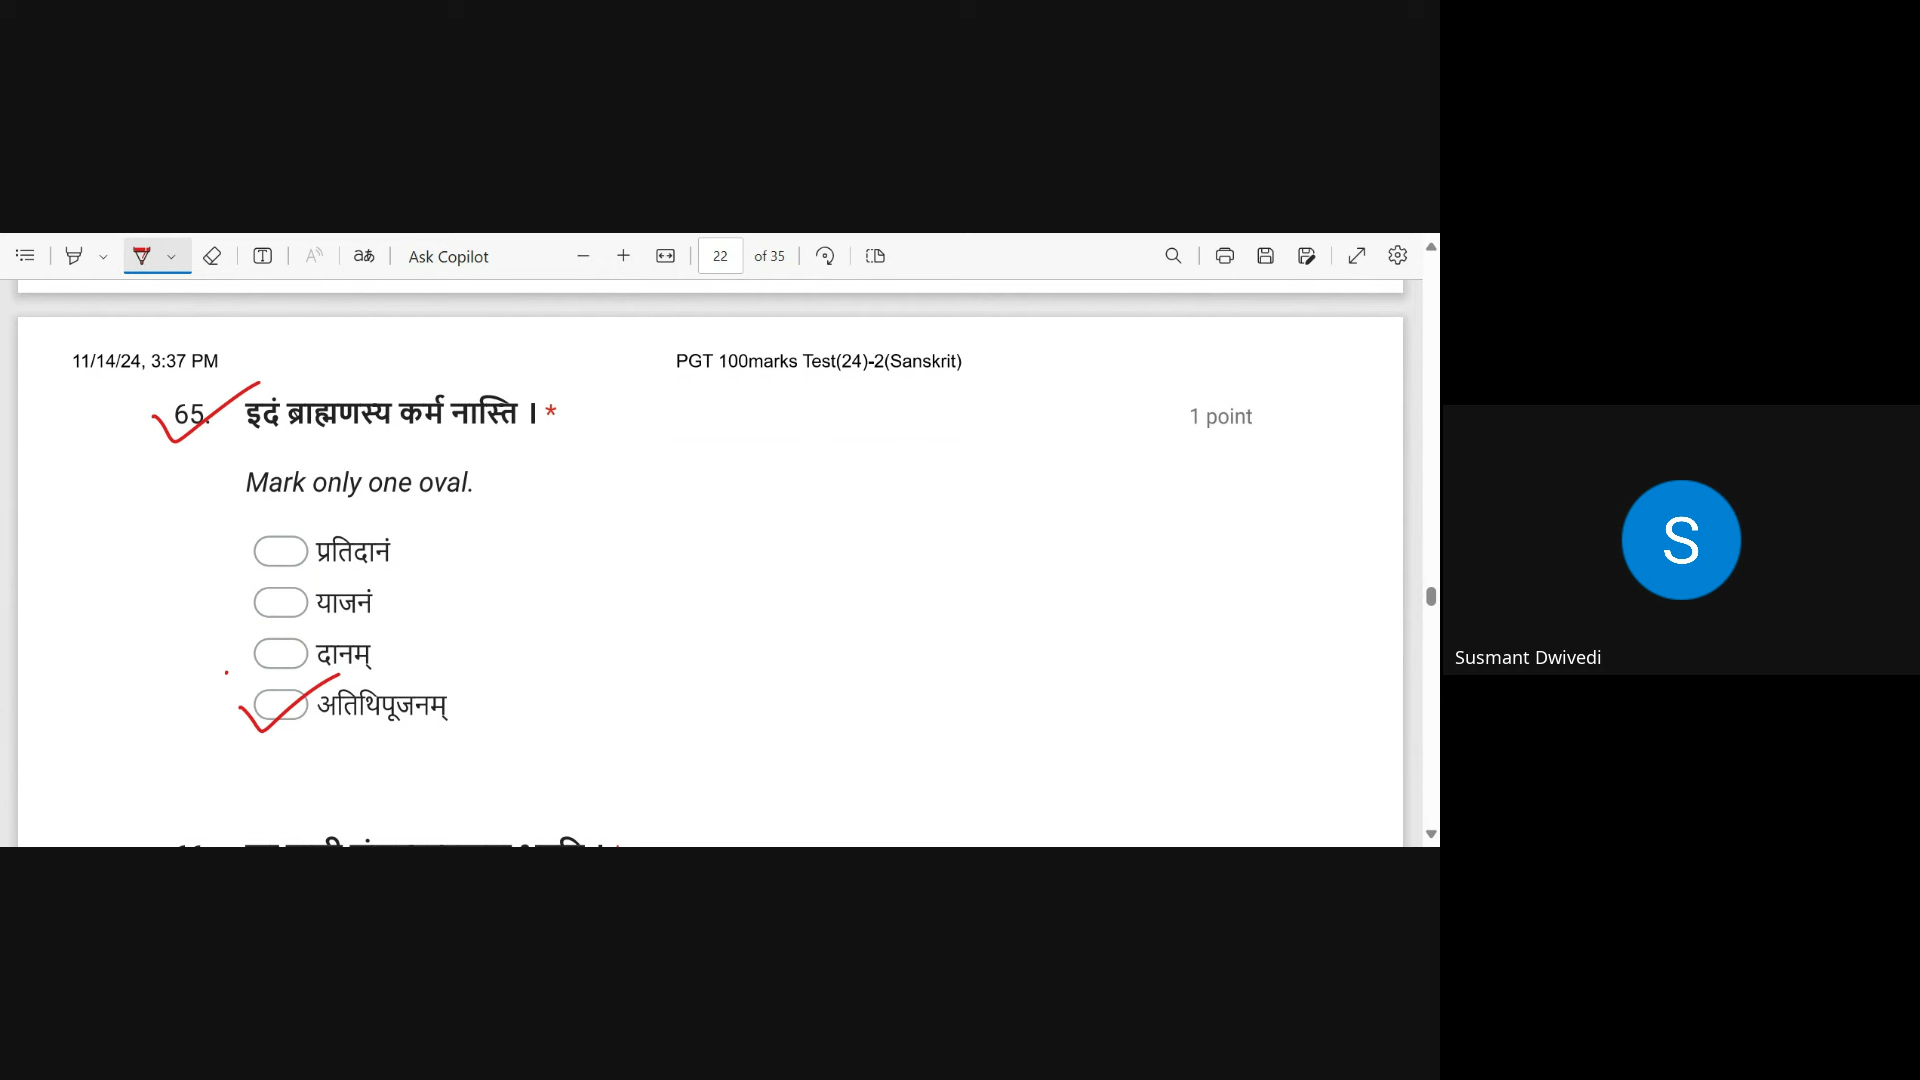 Ask Copilot
22 of 35
11/14/24, 3:37 PM
PGT 100marks Test(24)-2(Sanskrit)
65. इदं ब्राह्मणस्य कर्म नास्ति । *
1 point
Mark only one oval.
प्रतिदानं
याजनं
दानम्
अतिथिपूजनम्
S
Susmant Dwivedi